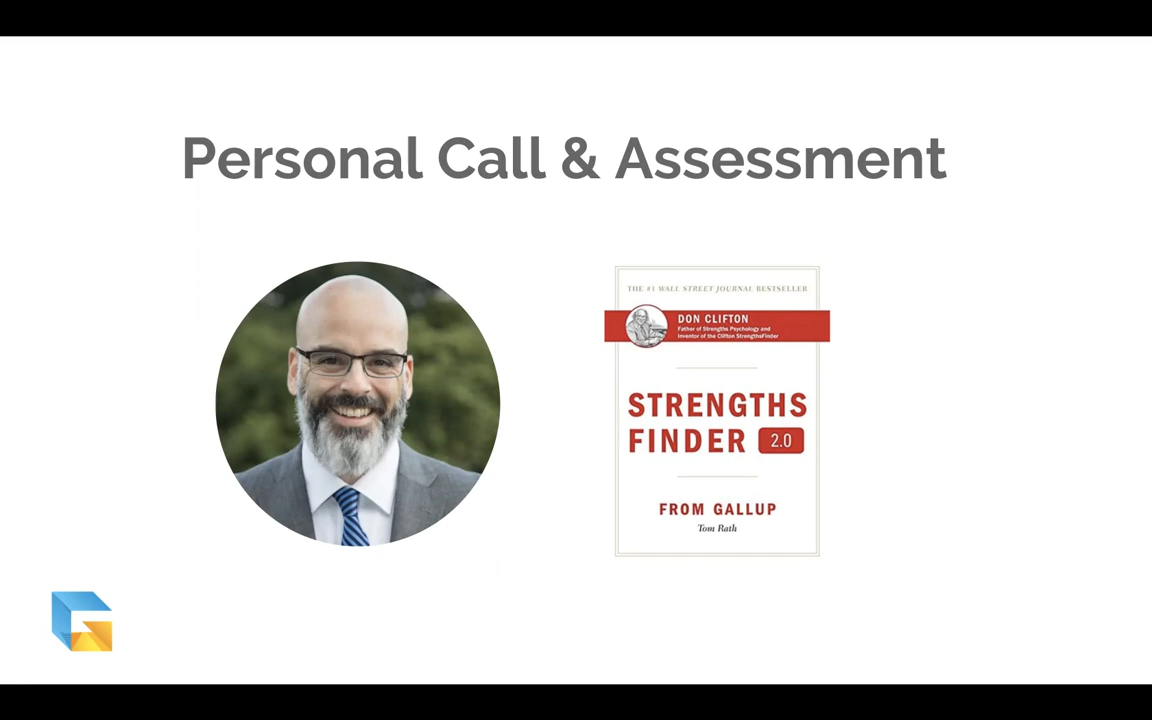 Personal Call & Assessment
THE #1 WALL STREET JOURNAL BESTSELLER
DON CLIFTON
Father of Strengths Psychology and
Inventor of the Clifton StrengthsFinder
STRENGTHS
FINDER 2.0
FROM GALLUP
Tom Rath